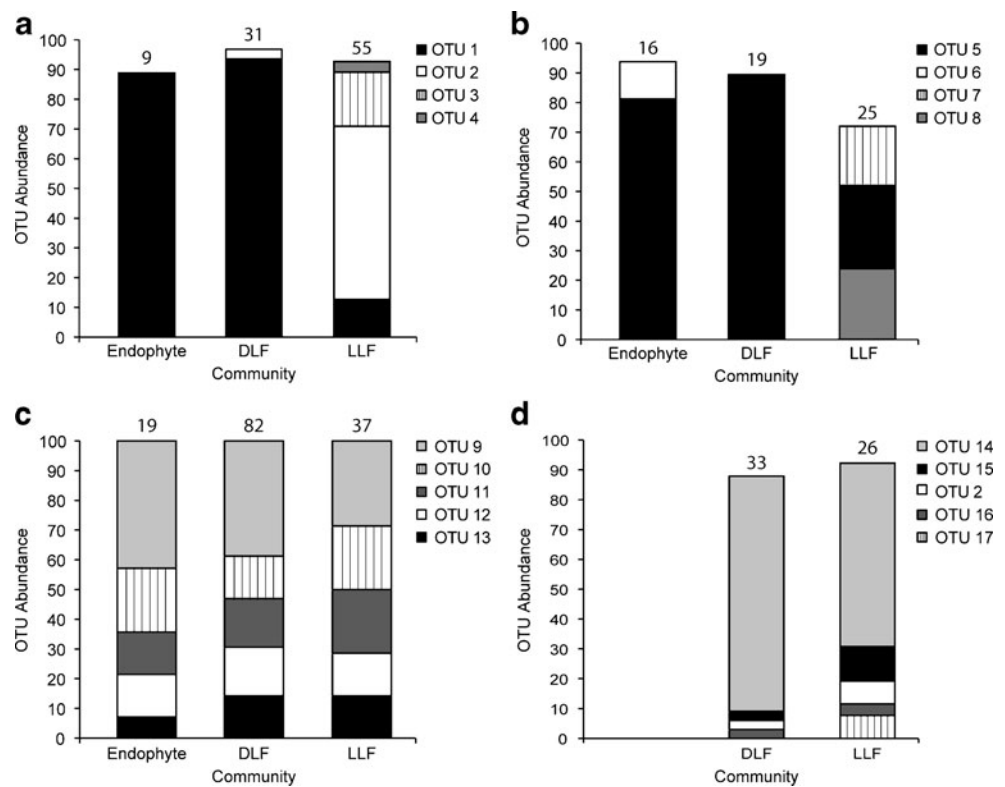 a
OTU Abundance
100
90
80
70
60
50
40
30
20
10
0
9
31
55
Endophyte DLF LLF
Community
OTU 1
OTU 2
OTU 3
OTU 4
b
OTU Abundance
100
90
80
70
60
50
40
30
20
10
0
16
19
25
Endophyte DLF LLF
Community
OTU 5
OTU 6
OTU 7
OTU 8
c
OTU Abundance
100
90
80
70
60
50
40
30
20
10
0
19
82
37
Endophyte DLF LLF
Community
OTU 9
OTU 10
OTU 11
OTU 12
OTU 13
d
OTU Abundance
100
90
80
70
60
50
40
30
20
10
0
33
26
DLF LLF
Community
OTU 14
OTU 15
OTU 2
OTU 16
OTU 17